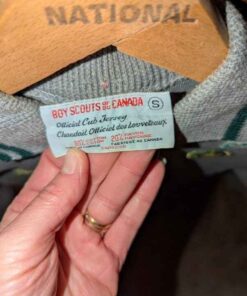 NATIONAL
BOY SCOUTS OF CANADA
S
Official Cub Jersey
Chandail Officiel des Louveteaux